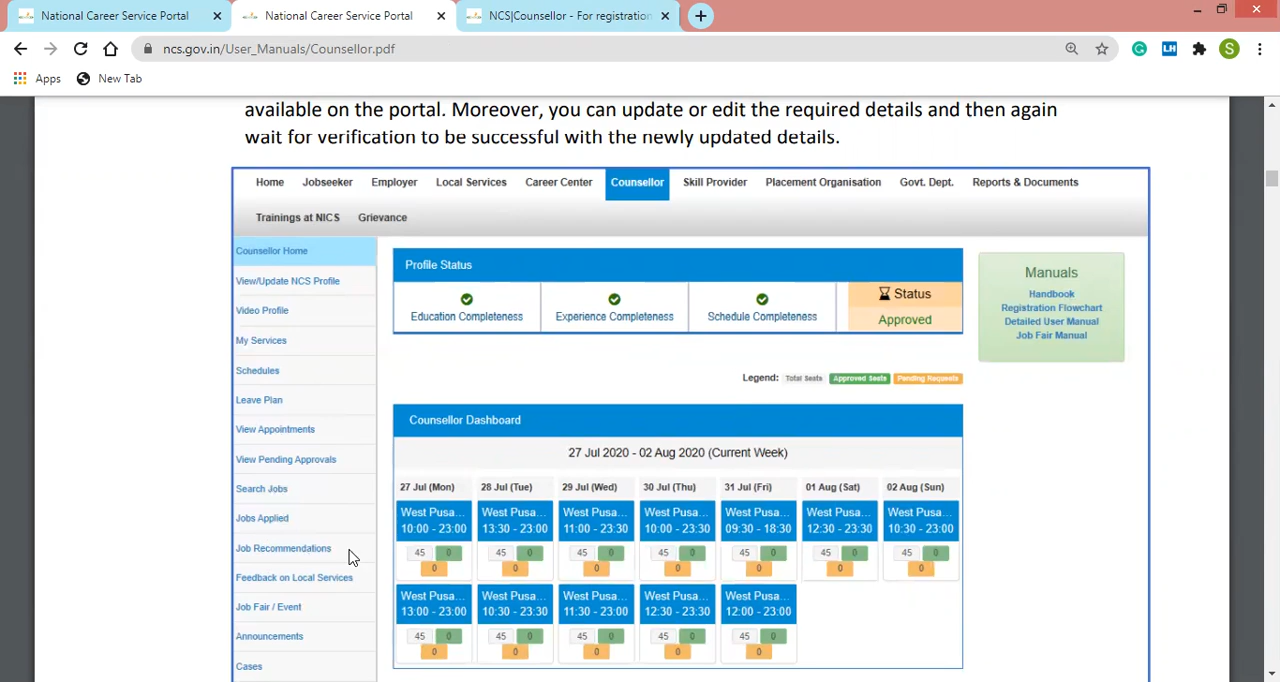 National Career Service Portal
National Career Service Portal
NCS|Counsellor - For registration
ncs.gov.in/User_Manuals/Counsellor.pdf
S
Apps New Tab
available on the portal. Moreover, you can update or edit the required details and then again
wait for verification to be successful with the newly updated details.
Home Jobseeker Employer Local Services Career Center Counsellor Skill Provider Placement Organisation Govt. Dept. Reports & Documents
Trainings at NICS Grievance
Counsellor Home
View/Update NCS Profile
Video Profile
My Services
Schedules
Leave Plan
View Appointments
View Pending Approvals
Search Jobs
Jobs Applied
Job Recommendations
Feedback on Local Services
Job Fair / Event
Announcements
Cases
Profile Status
Education Completeness Experience Completeness Schedule Completeness
Status
Approved
Manuals
Handbook
Registration Flowchart
Detailed User Manual
Job Fair Manual
Legend: Total Seats Approved Seats Pending Requests
Counsellor Dashboard
27 Jul 2020 - 02 Aug 2020 (Current Week)
27 Jul (Mon) 28 Jul (Tue) 29 Jul (Wed) 30 Jul (Thu) 31 Jul (Fri) 01 Aug (Sat) 02 Aug (Sun)
West Pusa... West Pusa... West Pusa... West Pusa... West Pusa... West Pusa... West Pusa...
10:00 - 23:00 13:30 - 23:00 11:00 - 23:30 10:00 - 23:00 09:30 - 18:30 12:30 - 23:30 10:30 - 23:00
45 0 45 0 45 0 45 0 45 0 45 0 45 0
0 0 0 0 0 0 0
West Pusa... West Pusa... West Pusa... West Pusa... West Pusa...
13:00 - 23:00 10:30 - 23:30 11:30 - 23:00 12:30 - 23:30 12:00 - 23:00
45 0 45 0 45 0 45 0 45 0
0 0 0 0 0